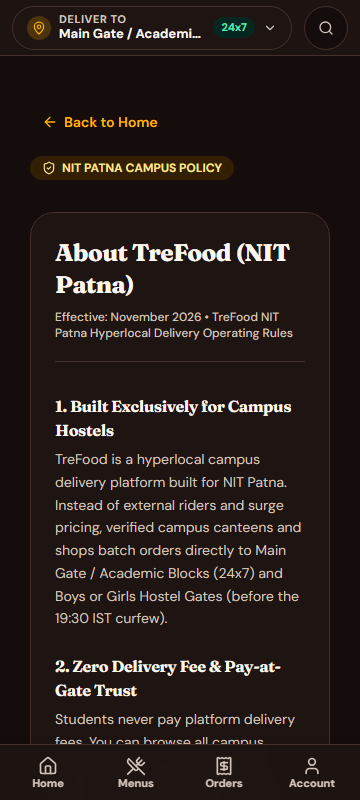 DELIVER TO
Main Gate / Academi...
24x7
Back to Home
NIT PATNA CAMPUS POLICY
About TreFood (NIT
Patna)
Effective: November 2026 • TreFood NIT
Patna Hyperlocal Delivery Operating Rules
1. Built Exclusively for Campus
Hostels
TreFood is a hyperlocal campus
delivery platform built for NIT Patna.
Instead of external riders and surge
pricing, verified campus canteens and
shops batch orders directly to Main
Gate / Academic Blocks (24x7) and
Boys or Girls Hostel Gates (before the
19:30 IST curfew).
2. Zero Delivery Fee & Pay-at-
Gate Trust
Students never pay platform delivery
fees. You can browse all campus
Home
Menus
Orders
Account